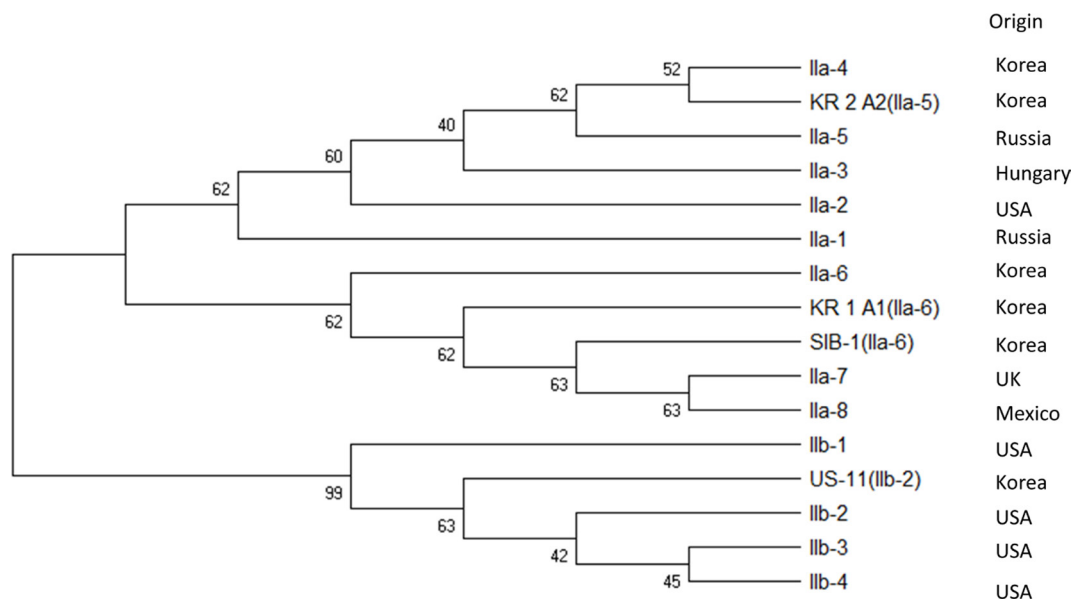 Origin
52 IIa-4 Korea
62 KR 2 A2(IIa-5) Korea
40 IIa-5 Russia
60 IIa-3 Hungary
62 IIa-2 USA
IIa-1 Russia
IIa-6 Korea
62 KR 1 A1(IIa-6) Korea
62 SIB-1(IIa-6) Korea
63 IIa-7 UK
63 IIa-8 Mexico
IIb-1 USA
99 US-11(IIb-2) Korea
63 IIb-2 USA
42 IIb-3 USA
45 IIb-4 USA